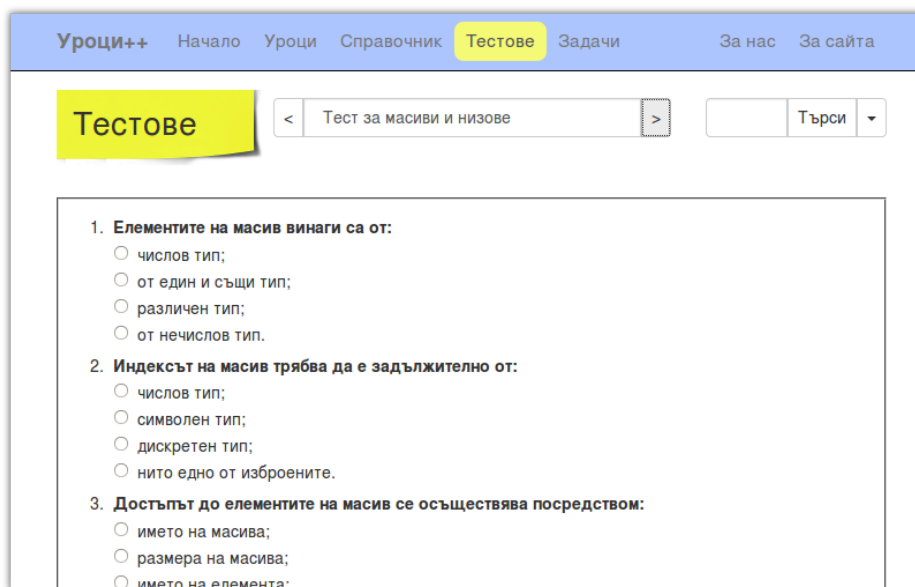 Уроци++ Начало Уроци Справочник Тестове Задачи За нас За сайта
Тестове < Тест за масиви и низове > Търси
1. Елементите на масив винаги са от:
числов тип;
от един и същи тип;
различен тип;
от нечислов тип.
2. Индексът на масив трябва да е задължително от:
числов тип;
символен тип;
дискретен тип;
нито едно от изброените.
3. Достъпът до елементите на масив се осъществява посредством:
името на масива;
размера на масива;
името на елемента;